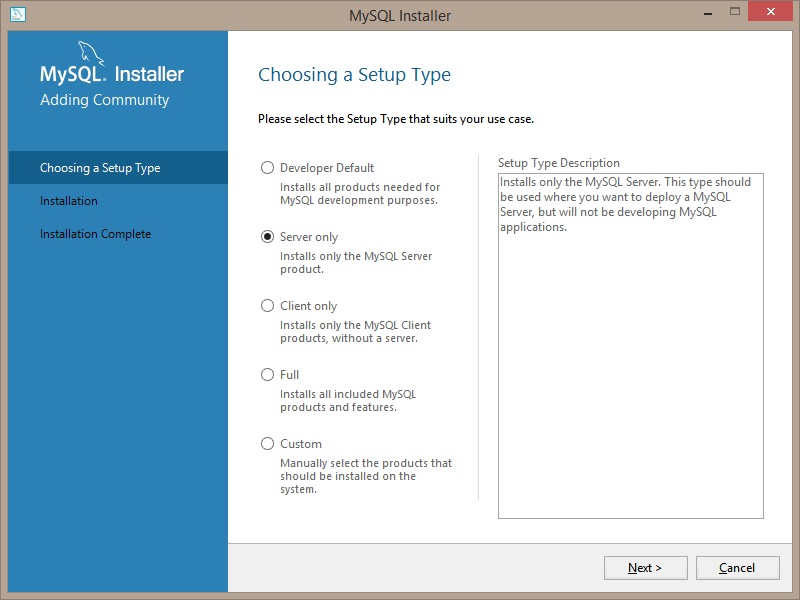 MySQL Installer
MySQL. Installer
Adding Community
Choosing a Setup Type
Installation
Installation Complete
Choosing a Setup Type
Please select the Setup Type that suits your use case.
Developer Default
Installs all products needed for
MySQL development purposes.
Server only
Installs only the MySQL Server
product.
Client only
Installs only the MySQL Client
products, without a server.
Full
Installs all included MySQL
products and features.
Custom
Manually select the products that
should be installed on the
system.
Setup Type Description
Installs only the MySQL Server. This type should
be used where you want to deploy a MySQL
Server, but will not be developing MySQL
applications.
Next >
Cancel